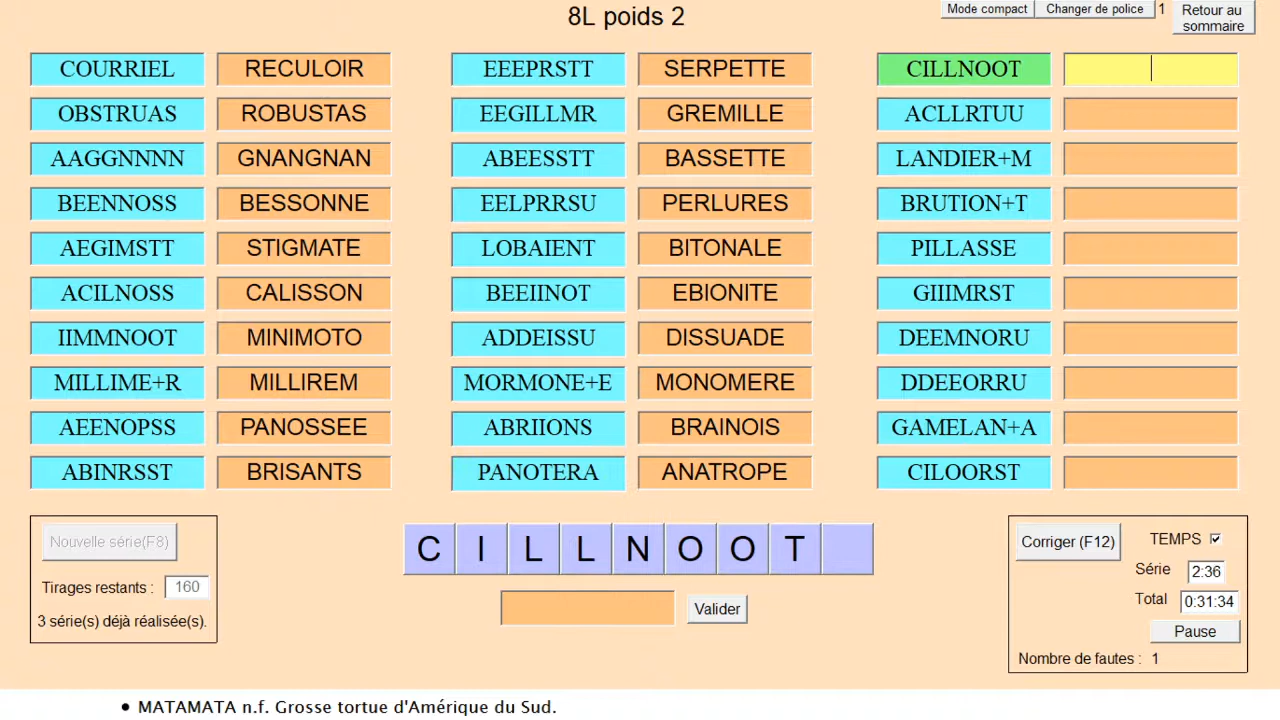 8L poids 2
Mode compact
Changer de police
1
Retour au
sommaire
COURRIEL RECULOIR EEEPRSTT SERPETTE CILLNOOT
OBSTRUAS ROBUSTAS EEGILLMR GREMILLE ACLLRTUU
AAGGNNNN GNANGNAN ABEESSTT BASSETTE LANDIER+M
BEENNOSS BESSONNE EELPRRSU PERLURES BRUTION+T
AEGIMSTT STIGMATE LOBAIENT BITONALE PILLASSE
ACILNOSS CALISSON BEEIINOT EBIONITE GIIIMRST
IIMMNOOT MINIMOTO ADDEISSU DISSUADE DEEMNORU
MILLIME+R MILLIREM MORMONE+E MONOMERE DDEEORRU
AEENOPSS PANOSSEE ABRIIONS BRAINOIS GAMELAN+A
ABINRSST BRISANTS PANOTERA ANATROPE CILOORST
Nouvelle série(F8)
Tirages restants : 160
3 série(s) déjà réalisée(s).
C I L L N O O T
Valider
Corriger (F12)
TEMPS
Série 2:36
Total 0:31:34
Pause
Nombre de fautes : 1
• MATAMATA n.f. Grosse tortue d'Amérique du Sud.